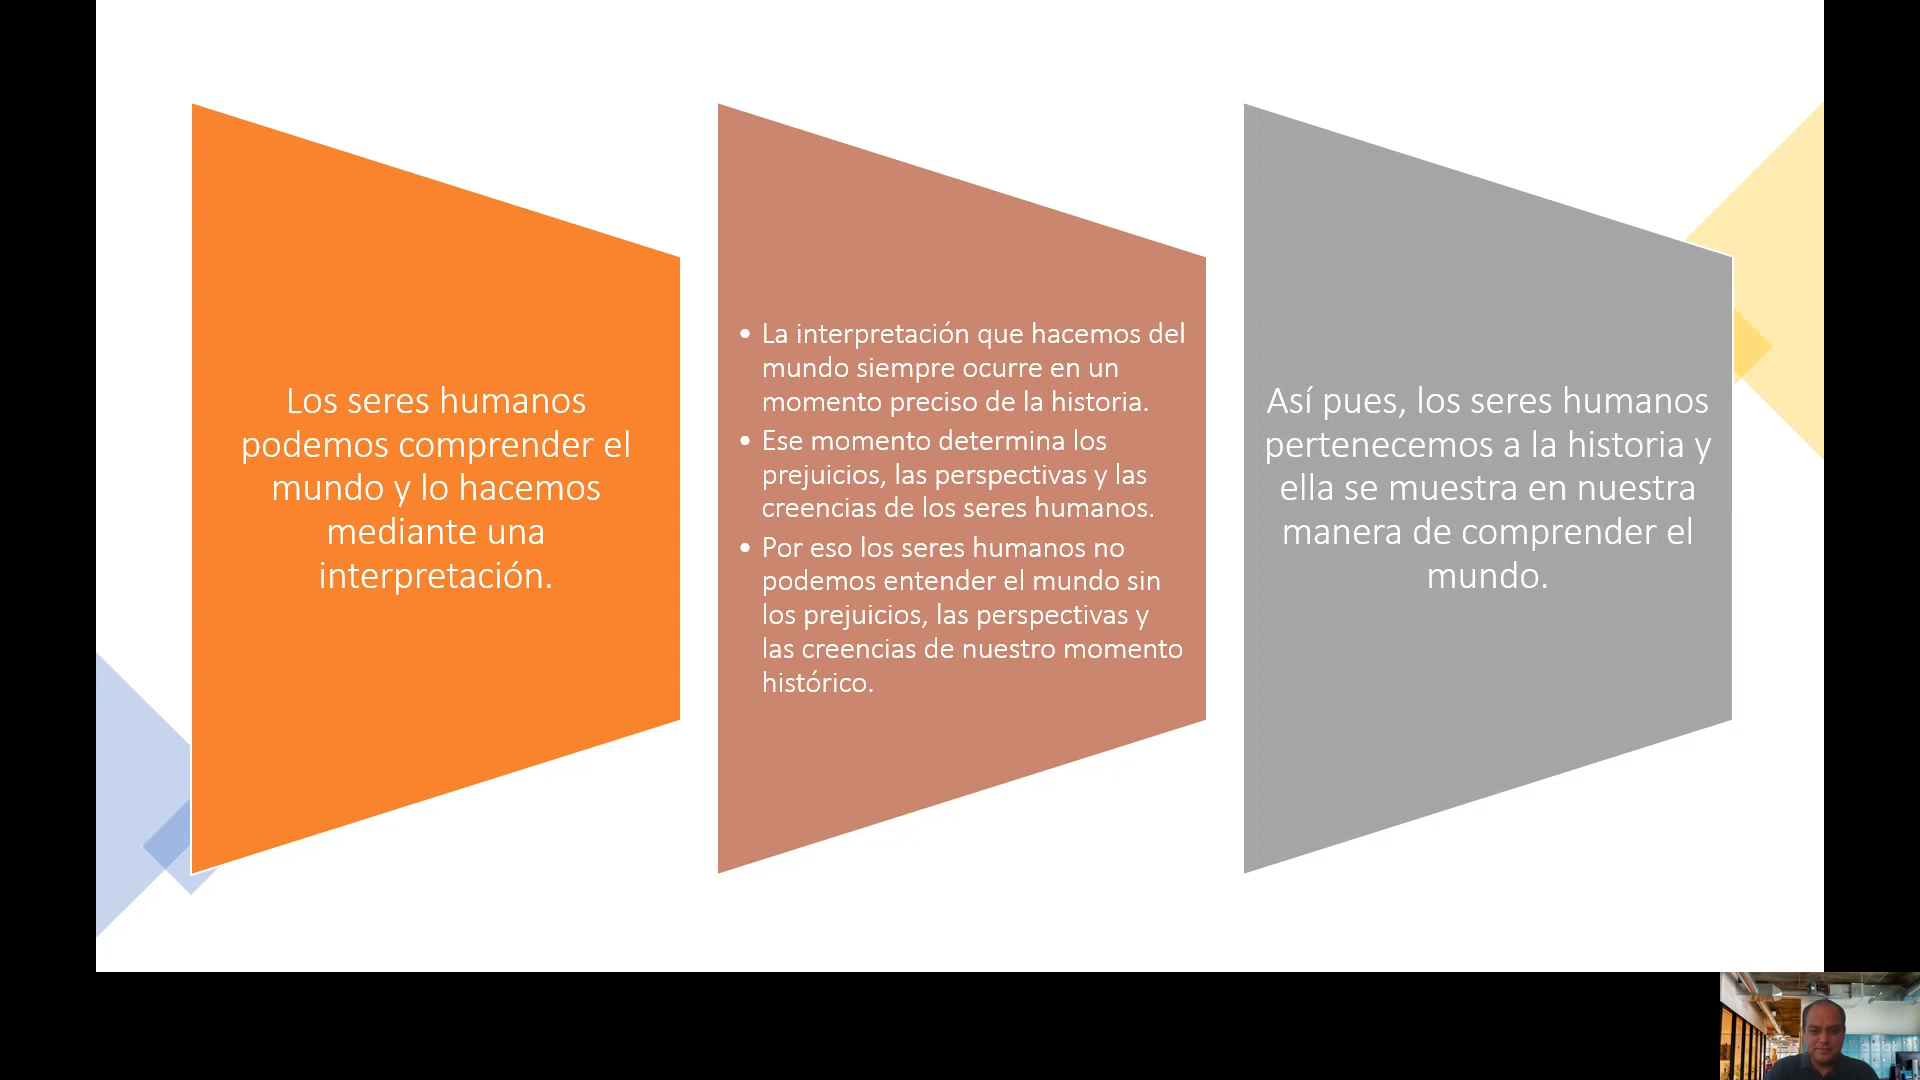 Los seres humanos
podemos comprender el
mundo y lo hacemos
mediante una
interpretación.
• La interpretación que hacemos del
mundo siempre ocurre en un
momento preciso de la historia.
• Ese momento determina los
prejuicios, las perspectivas y las
creencias de los seres humanos.
• Por eso los seres humanos no
podemos entender el mundo sin
los prejuicios, las perspectivas y
las creencias de nuestro momento
histórico.
Así pues, los seres humanos
pertenecemos a la historia y
ella se muestra en nuestra
manera de comprender el
mundo.